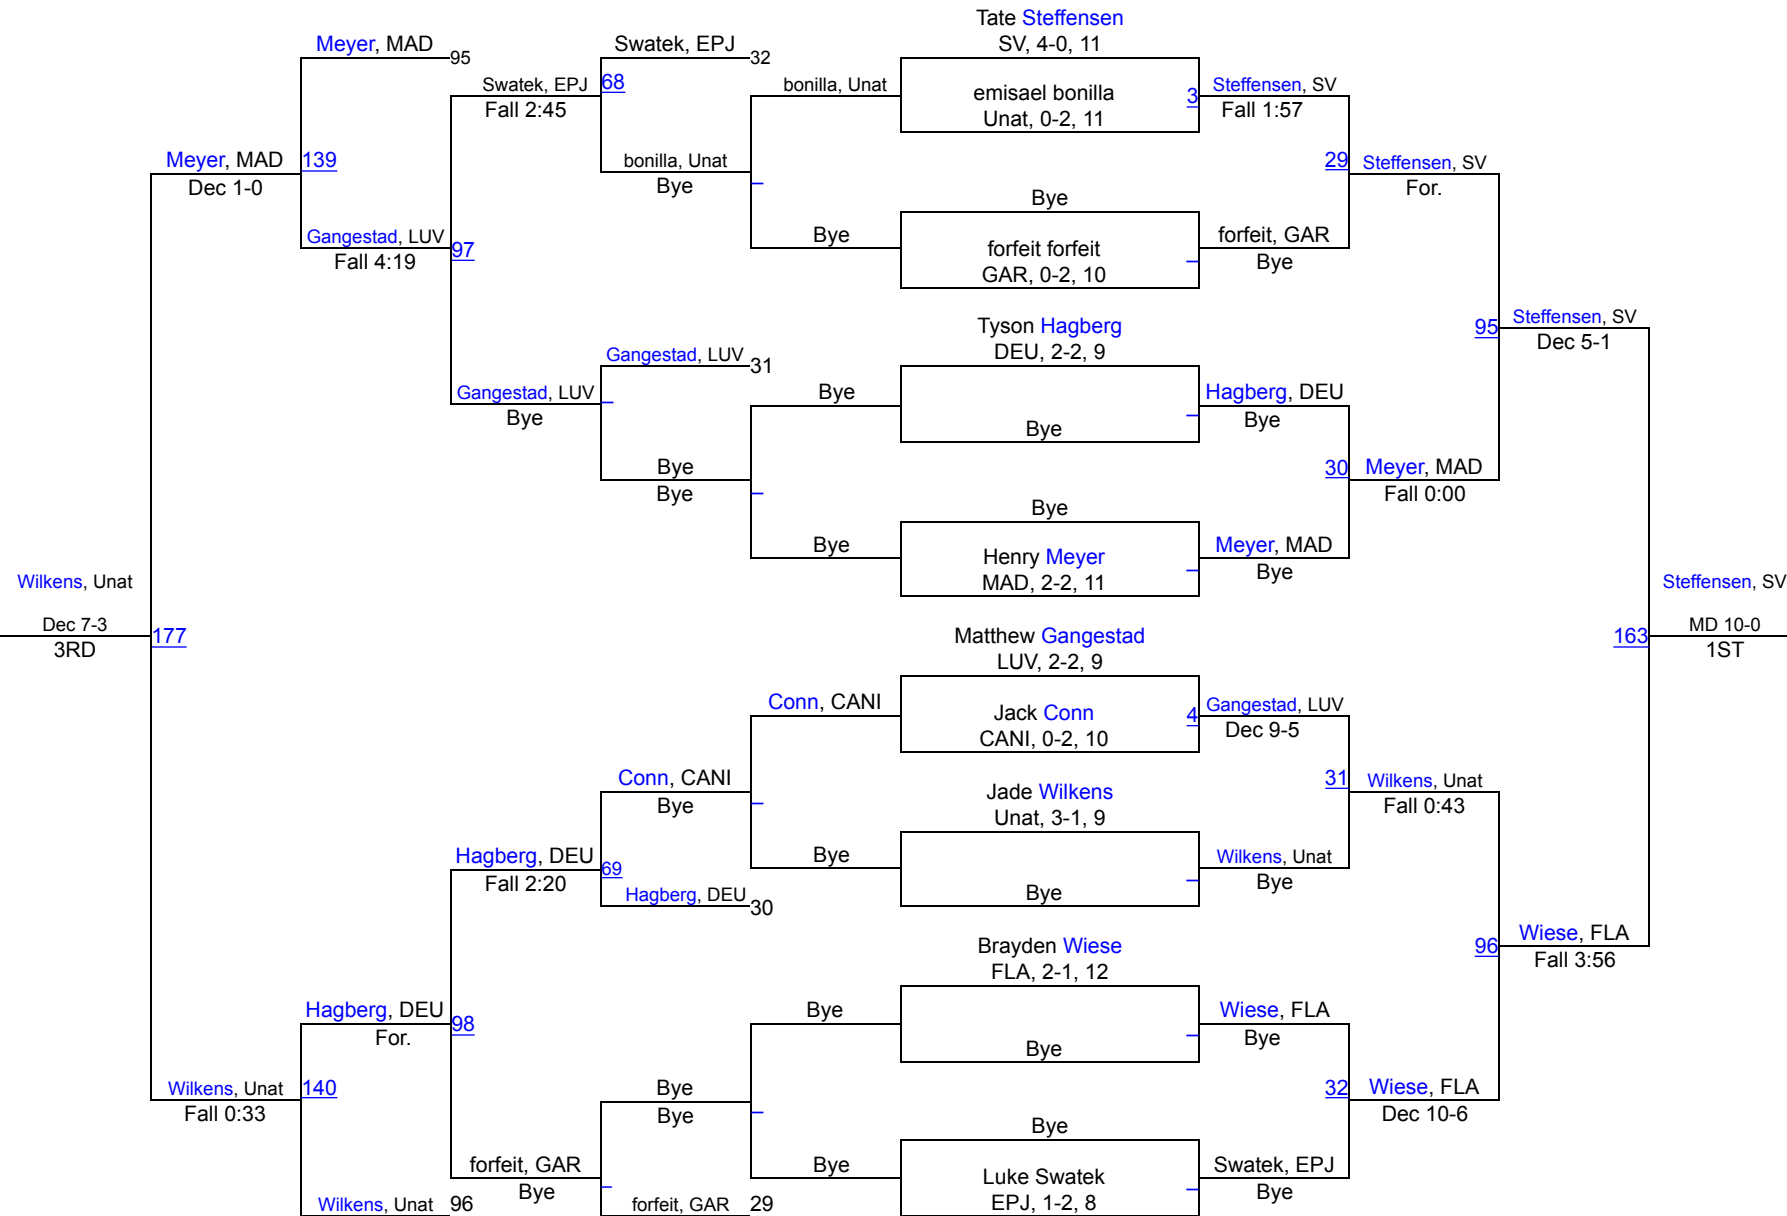 Tate Steffensen
SV, 4-0, 11
Meyer, MAD
95
Swatek, EPJ
32
Swatek, EPJ
68
Fall 2:45
bonilla, Unat
emisael bonilla
Unat, 0-2, 11
3
Steffensen, SV
Fall 1:57
Meyer, MAD
139
Dec 1-0
bonilla, Unat
Bye
29
Steffensen, SV
For.
Bye
Gangestad, LUV
97
Fall 4:19
Bye
forfeit forfeit
GAR, 0-2, 10
forfeit, GAR
Bye
Tyson Hagberg
DEU, 2-2, 9
95
Steffensen, SV
Dec 5-1
Gangestad, LUV
31
Gangestad, LUV
Bye
Bye
Bye
Hagberg, DEU
Bye
Bye
Bye
30
Meyer, MAD
Fall 0:00
Bye
Bye
Henry Meyer
MAD, 2-2, 11
Meyer, MAD
Bye
Wilkens, Unat
Dec 7-3
3RD
177
Steffensen, SV
163
MD 10-0
1ST
Matthew Gangestad
LUV, 2-2, 9
Conn, CANI
Jack Conn
CANI, 0-2, 10
4
Gangestad, LUV
Dec 9-5
Conn, CANI
Bye
Jade Wilkens
Unat, 3-1, 9
31
Wilkens, Unat
Fall 0:43
Hagberg, DEU
69
Fall 2:20
Bye
Bye
Wilkens, Unat
Bye
Hagberg, DEU
30
Brayden Wiese
FLA, 2-1, 12
96
Wiese, FLA
Fall 3:56
Hagberg, DEU
98
For.
Bye
Bye
Wiese, FLA
Bye
Wilkens, Unat
140
Fall 0:33
Bye
Bye
32
Wiese, FLA
Dec 10-6
Bye
forfeit, GAR
Bye
Bye
Luke Swatek
EPJ, 1-2, 8
Swatek, EPJ
Bye
Wilkens, Unat
96
forfeit, GAR
29